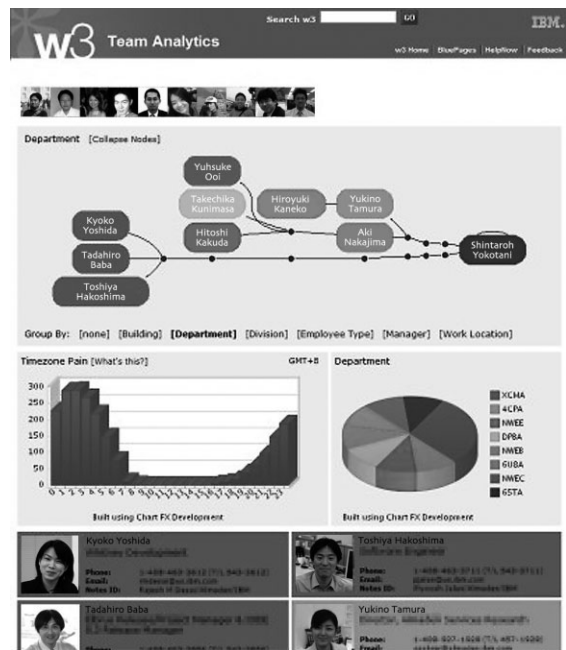 Search w3 GO
IBM.
w3 Team Analytics
w3 Home BluePages HelpNow Feedback
Department [Collapse Nodes]
Yuhsuke
Ooi
Takechika
Kunimasa
Hiroyuki
Kaneko
Yukino
Tamura
Kyoko
Yoshida
Hitoshi
Kakuda
Aki
Nakajima
Shintaroh
Yokotani
Tadahiro
Baba
Toshiya
Hakoshima
Group By: [none] [Building] [Department] [Division] [Employee Type] [Manager] [Work Location]
Timezone Pain [What's this?] GMT+8
300
250
200
150
100
50
0
0 1 2 3 4 5 6 7 8 9 10 11 12 13 14 15 16 17 18 19 20 21 22 23
Built using Chart FX Development
Department
XCMA
4CPA
NWEE
DPBA
NWEB
6U8A
NWEC
65TA
Built using Chart FX Development
Kyoko Yoshida
Phone:
Email:
Notes ID:
Toshiya Hakoshima
Phone:
Email:
Notes ID:
Tadahiro Baba
Phone:
Yukino Tamura
Phone:
Email: